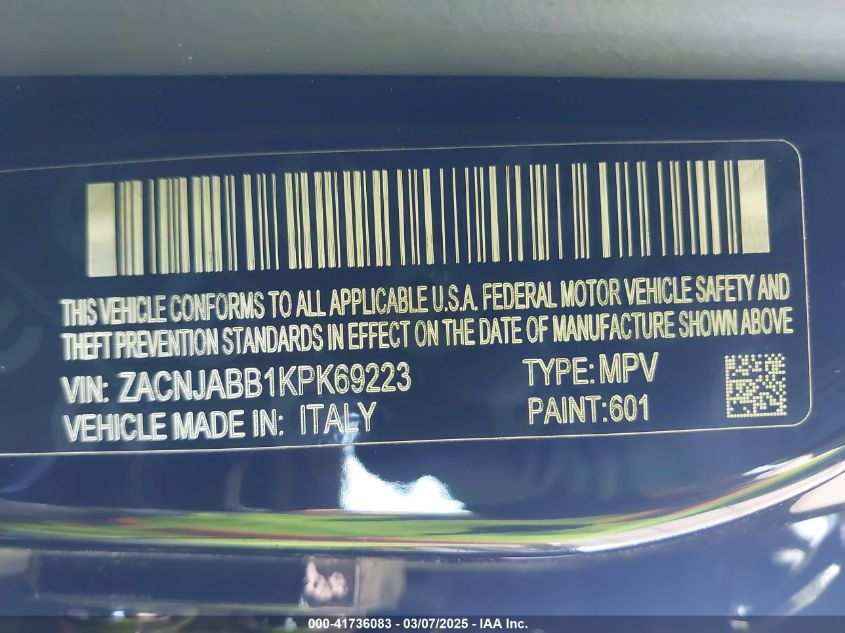 THIS VEHICLE CONFORMS TO ALL APPLICABLE U.S.A. FEDERAL MOTOR VEHICLE SAFETY AND
THEFT PREVENTION STANDARDS IN EFFECT ON THE DATE OF MANUFACTURE SHOWN ABOVE
VIN: ZACNJABB1KPK69223 TYPE: MPV
VEHICLE MADE IN: ITALY PAINT: 601
000-41736083 - 03/07/2025 - IAA Inc.